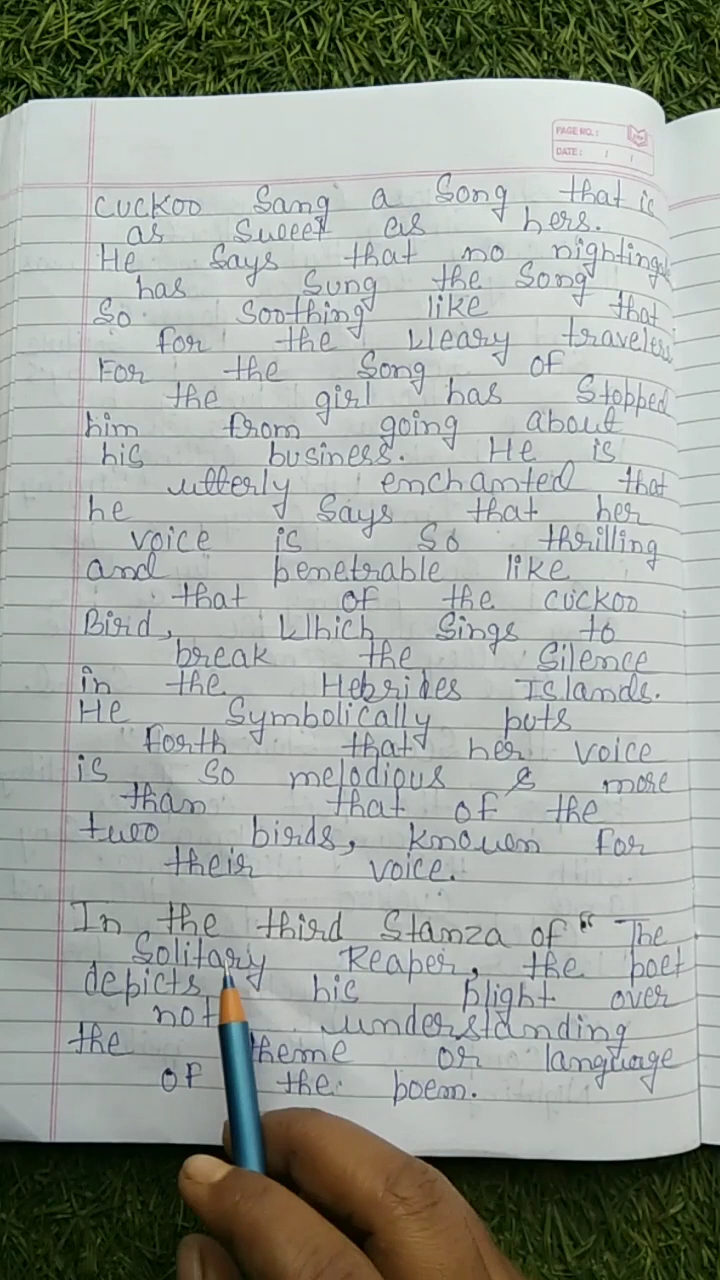 PAGE NO.:
DATE: / /
cuckoo sang a song that is
as sweet as hers.
He says that no nightingale
has sung the song
so soothing like that
for the weary travelers
For the song of
the girl has stopped
him from going about
his business. He is
utterly enchanted that
he says that her
voice is so thrilling
and penetrable like
that of the cuckoo
Bird, which sings to
break the silence
in the Hebrides Islands.
He symbolically puts
forth that her voice
is so melodious & more
than that of the
two birds, known for
their voice.
In the third stanza of " The
Solitary Reaper, the poet
depicts his plight over
not understanding
the theme or language
of the poem.